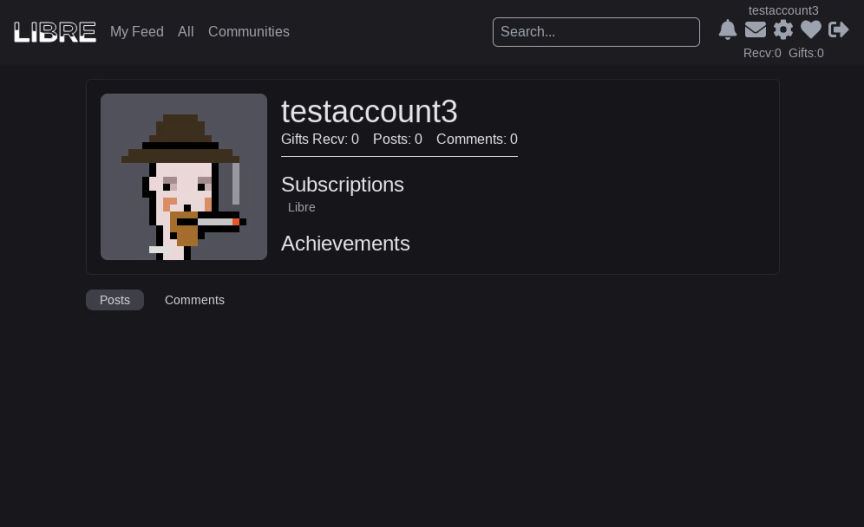 testaccount3
LIBRE My Feed All Communities Search...
Recv:0 Gifts:0
testaccount3
Gifts Recv: 0 Posts: 0 Comments: 0
Subscriptions
Libre
Achievements
Posts Comments